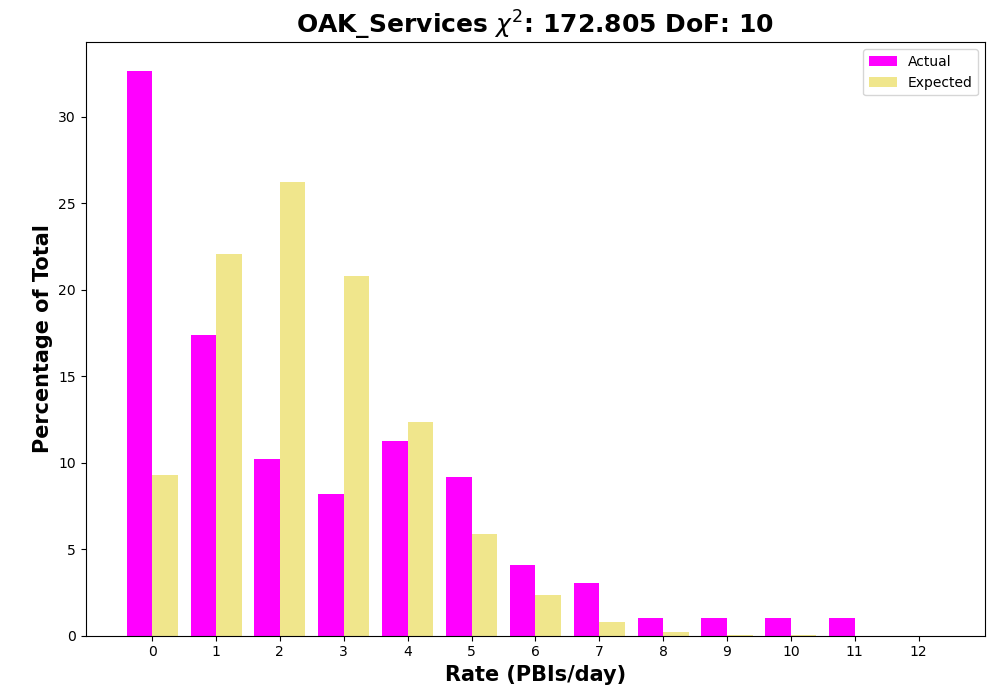 OAK_Services χ²: 172.805 DoF: 10
Actual
Expected
Percentage of Total
30
25
20
15
10
5
0
0 1 2 3 4 5 6 7 8 9 10 11 12
Rate (PBIs/day)